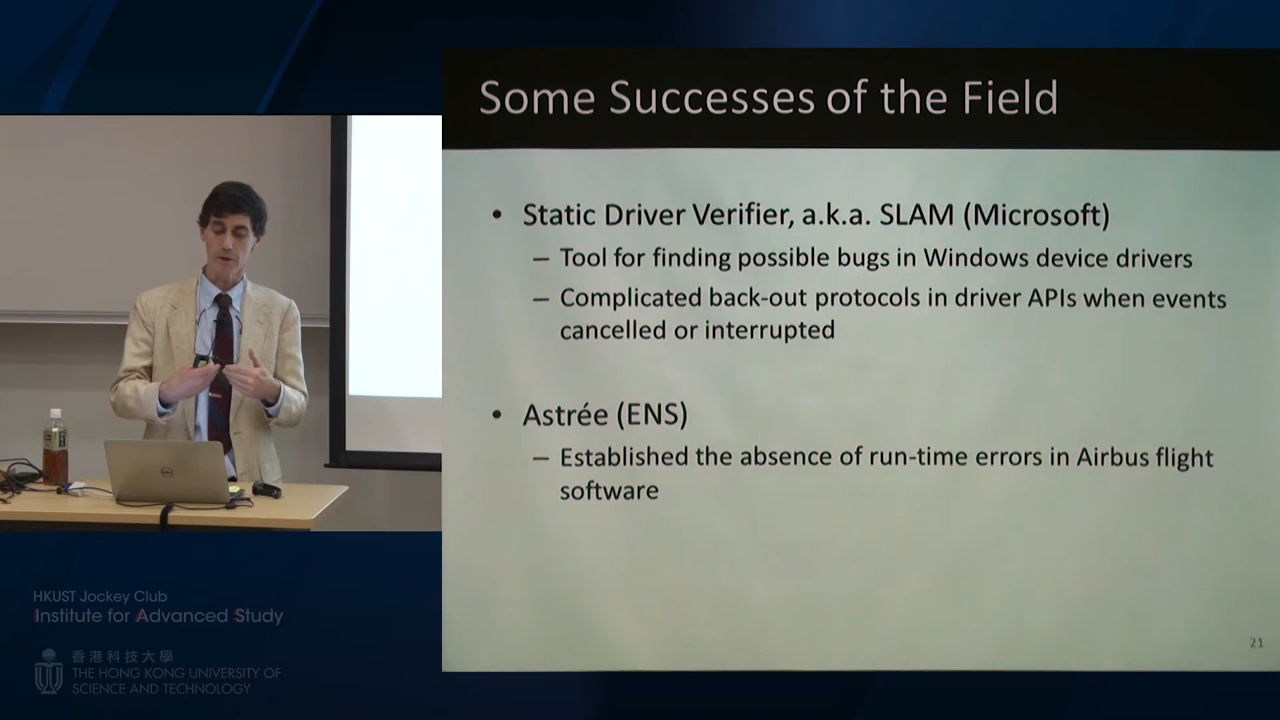 Some Successes of the Field
• Static Driver Verifier, a.k.a. SLAM (Microsoft)
– Tool for finding possible bugs in Windows device drivers
– Complicated back-out protocols in driver APIs when events
cancelled or interrupted
• Astrée (ENS)
– Established the absence of run-time errors in Airbus flight
software
21
HKUST Jockey Club
Institute for Advanced Study
香港科技大學
THE HONG KONG UNIVERSITY OF
SCIENCE AND TECHNOLOGY